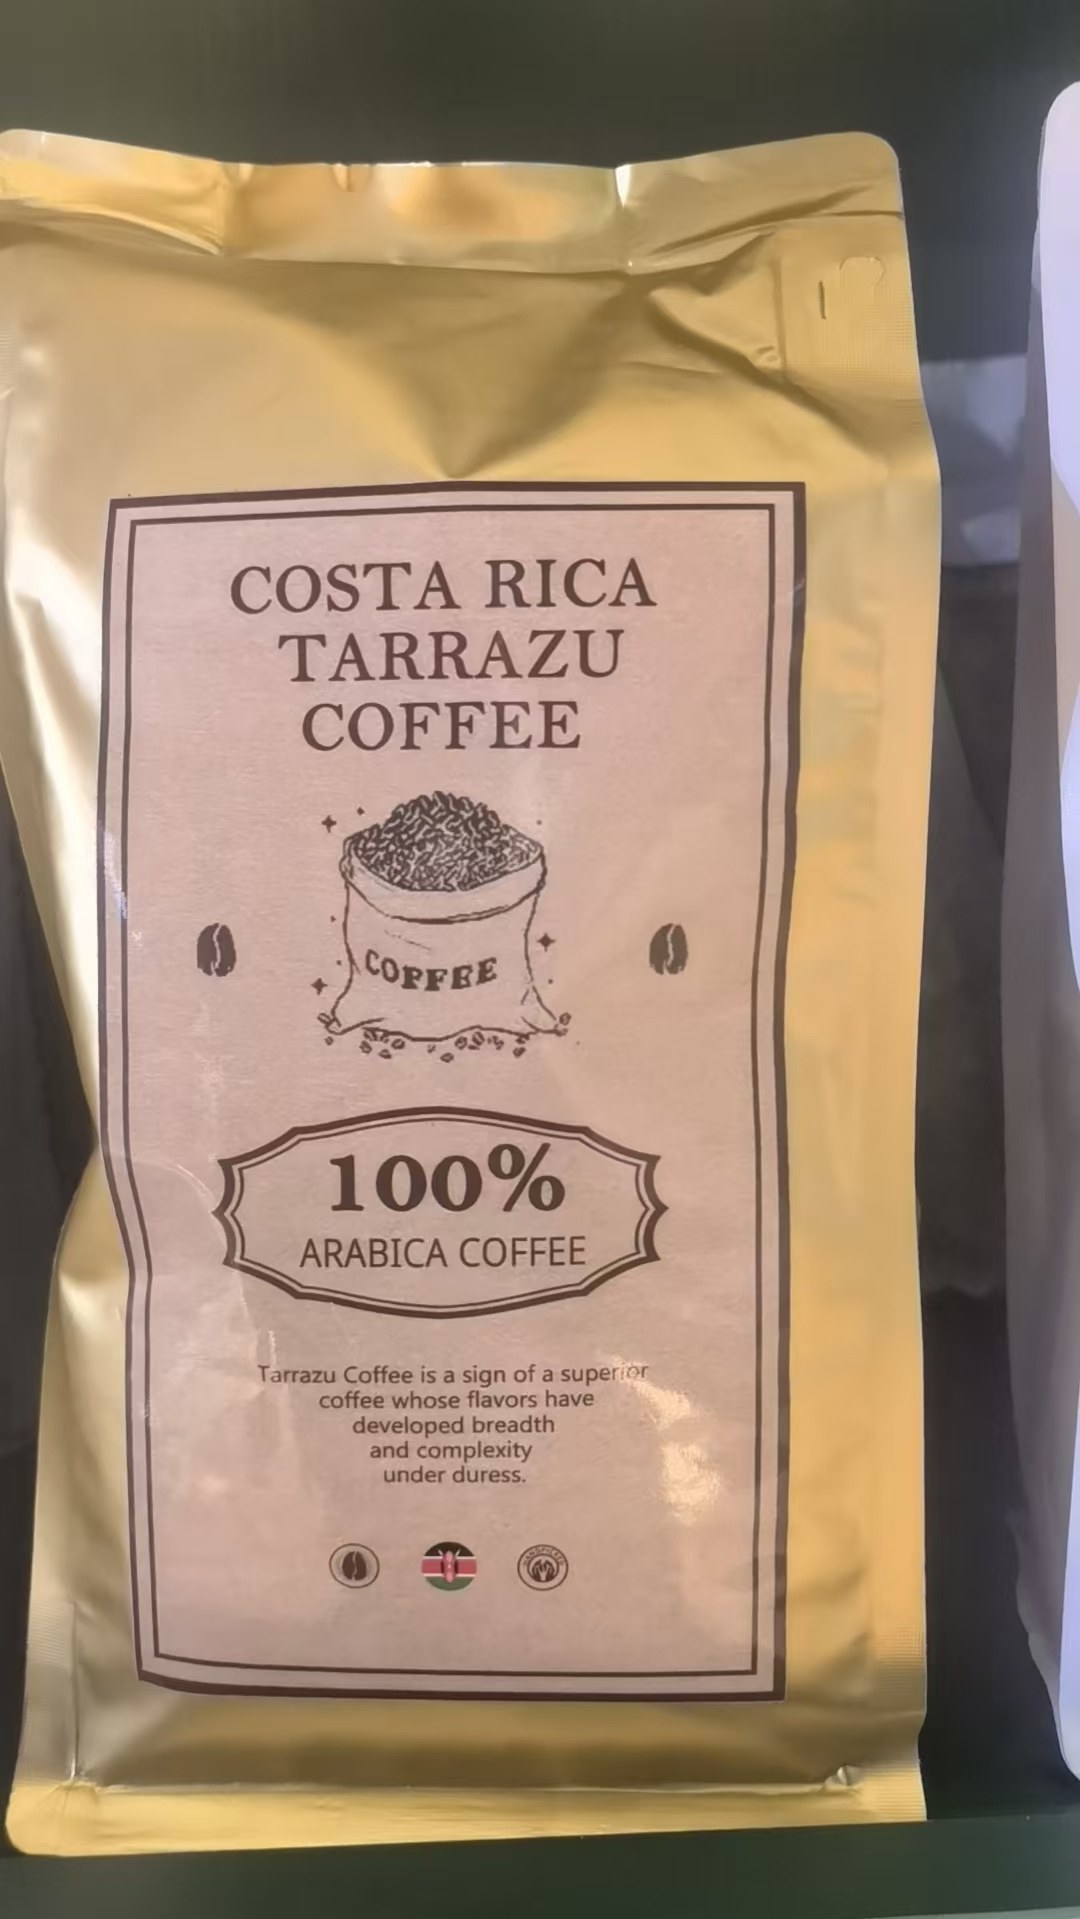 COSTA RICA
TARRAZU
COFFEE
COFFEE
100%
ARABICA COFFEE
Tarrazu Coffee is a sign of a superior
coffee whose flavors have
developed breadth
and complexity
under duress.
HANDPICKED